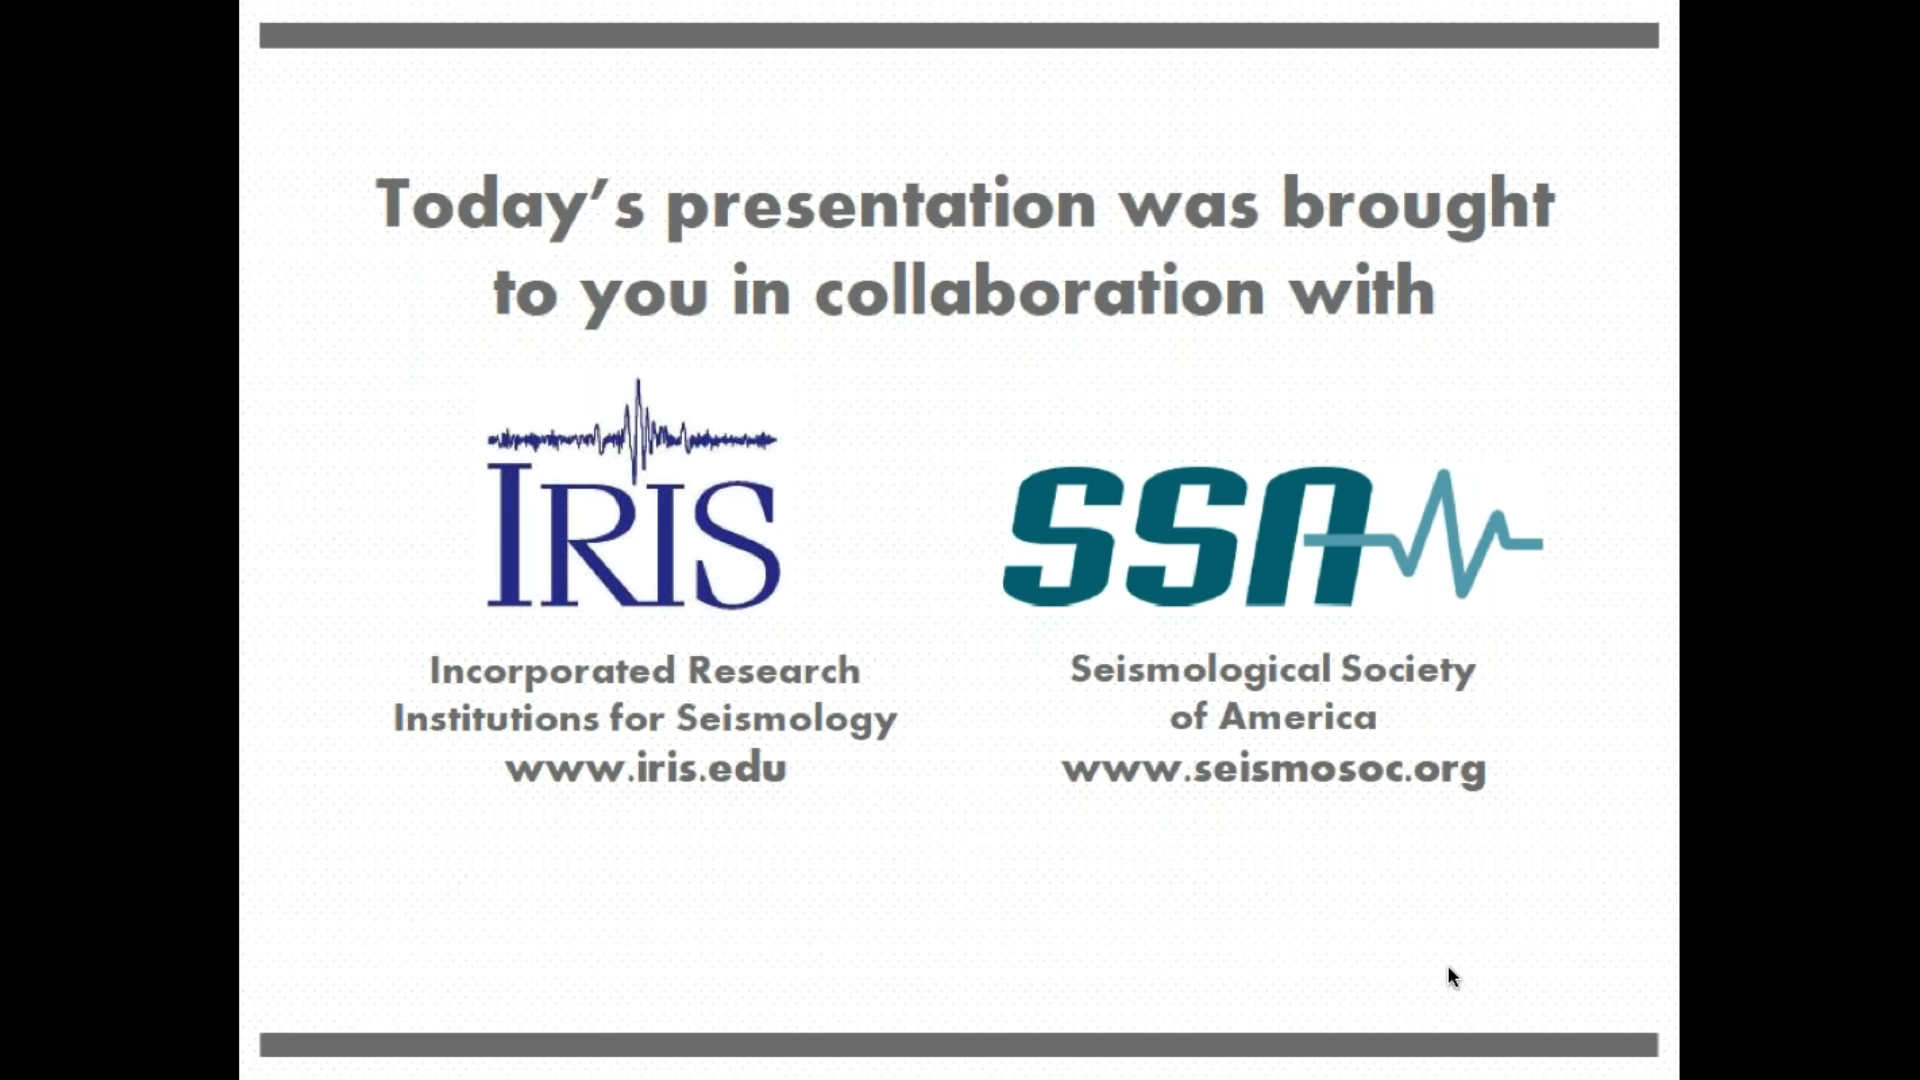 Today’s presentation was brought
to you in collaboration with
IRIS
SSA
Incorporated Research
Institutions for Seismology
www.iris.edu
Seismological Society
of America
www.seismosoc.org